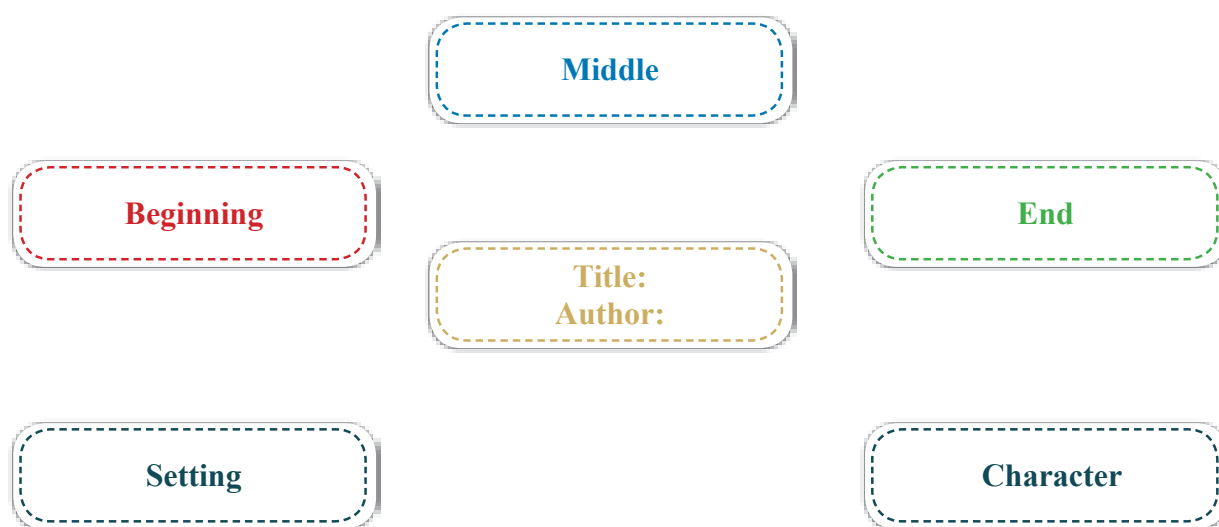 Middle
Beginning
End
Title:
Author:
Setting
Character